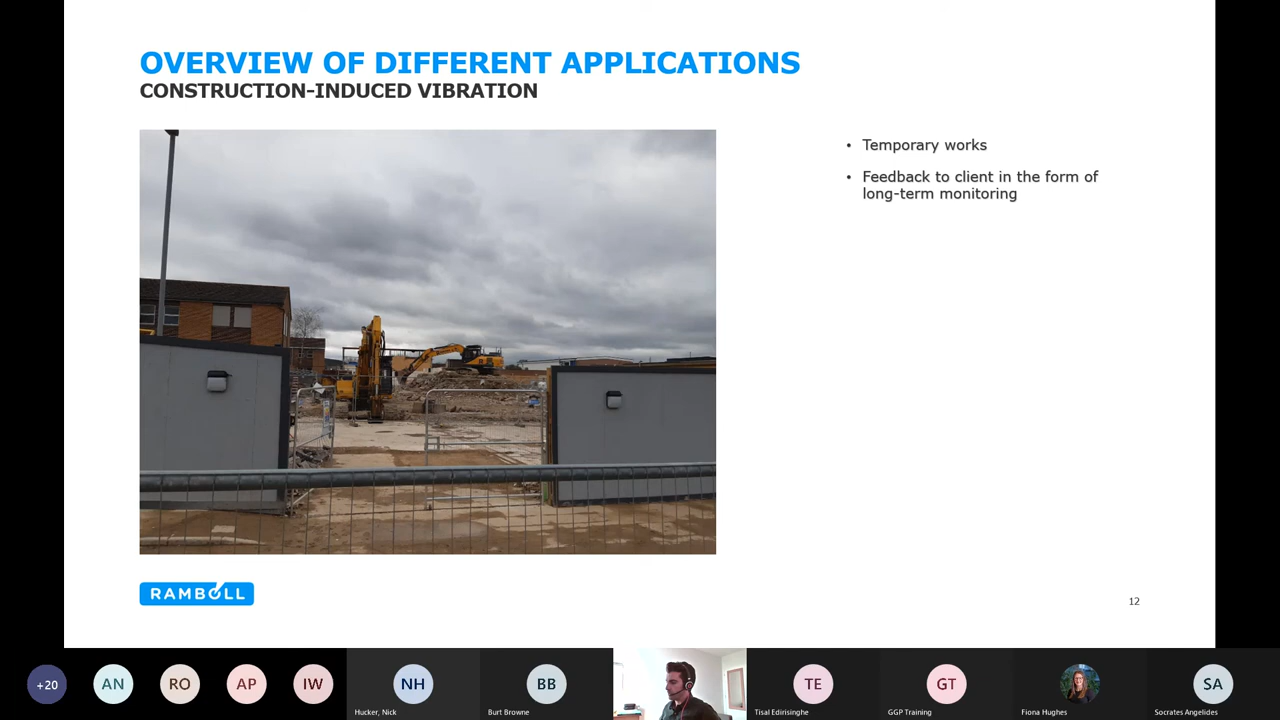 OVERVIEW OF DIFFERENT APPLICATIONS
CONSTRUCTION-INDUCED VIBRATION
• Temporary works
• Feedback to client in the form of
long-term monitoring
RAMBOLL
12
+20
AN
RO
AP
IW
NH
Hucker, Nick
BB
Burt Browne
TE
Tisal Edirisinghe
GT
GGP Training
Fiona Hughes
SA
Socrates Angelides